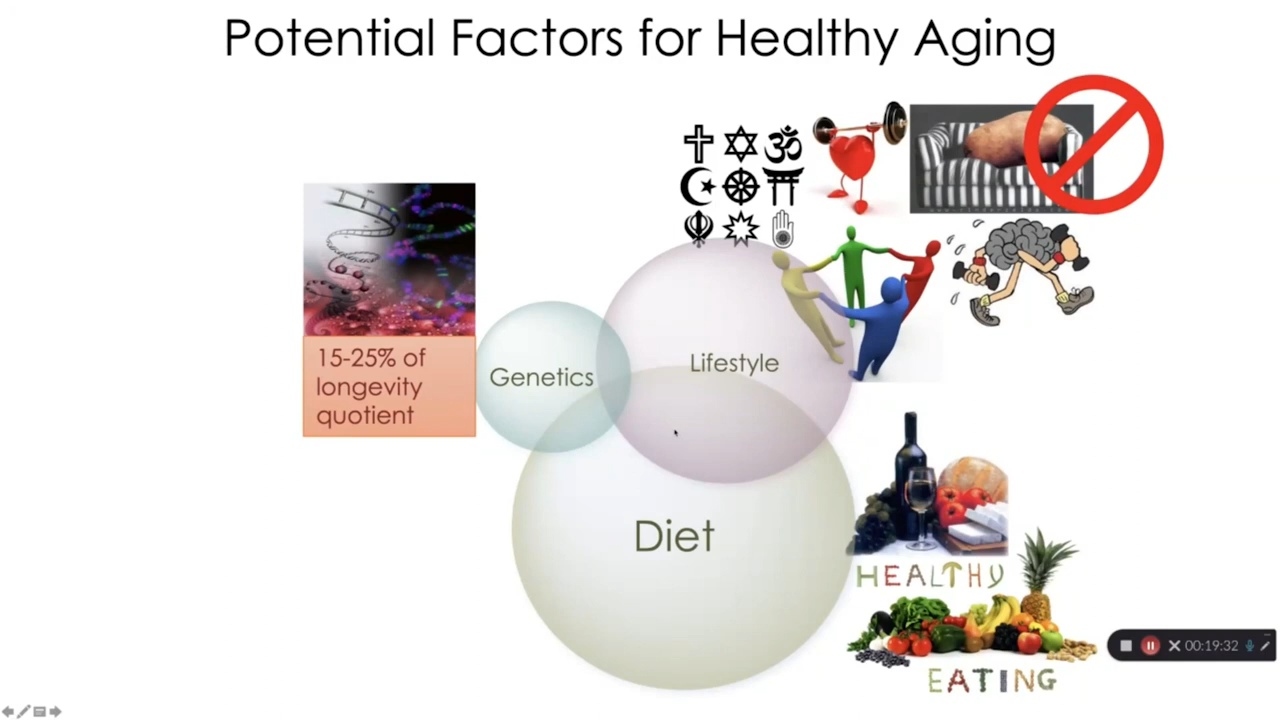 Potential Factors for Healthy Aging
15-25% of
longevity
quotient
Genetics
Lifestyle
Diet
HEALTHY
EATING
00:19:32